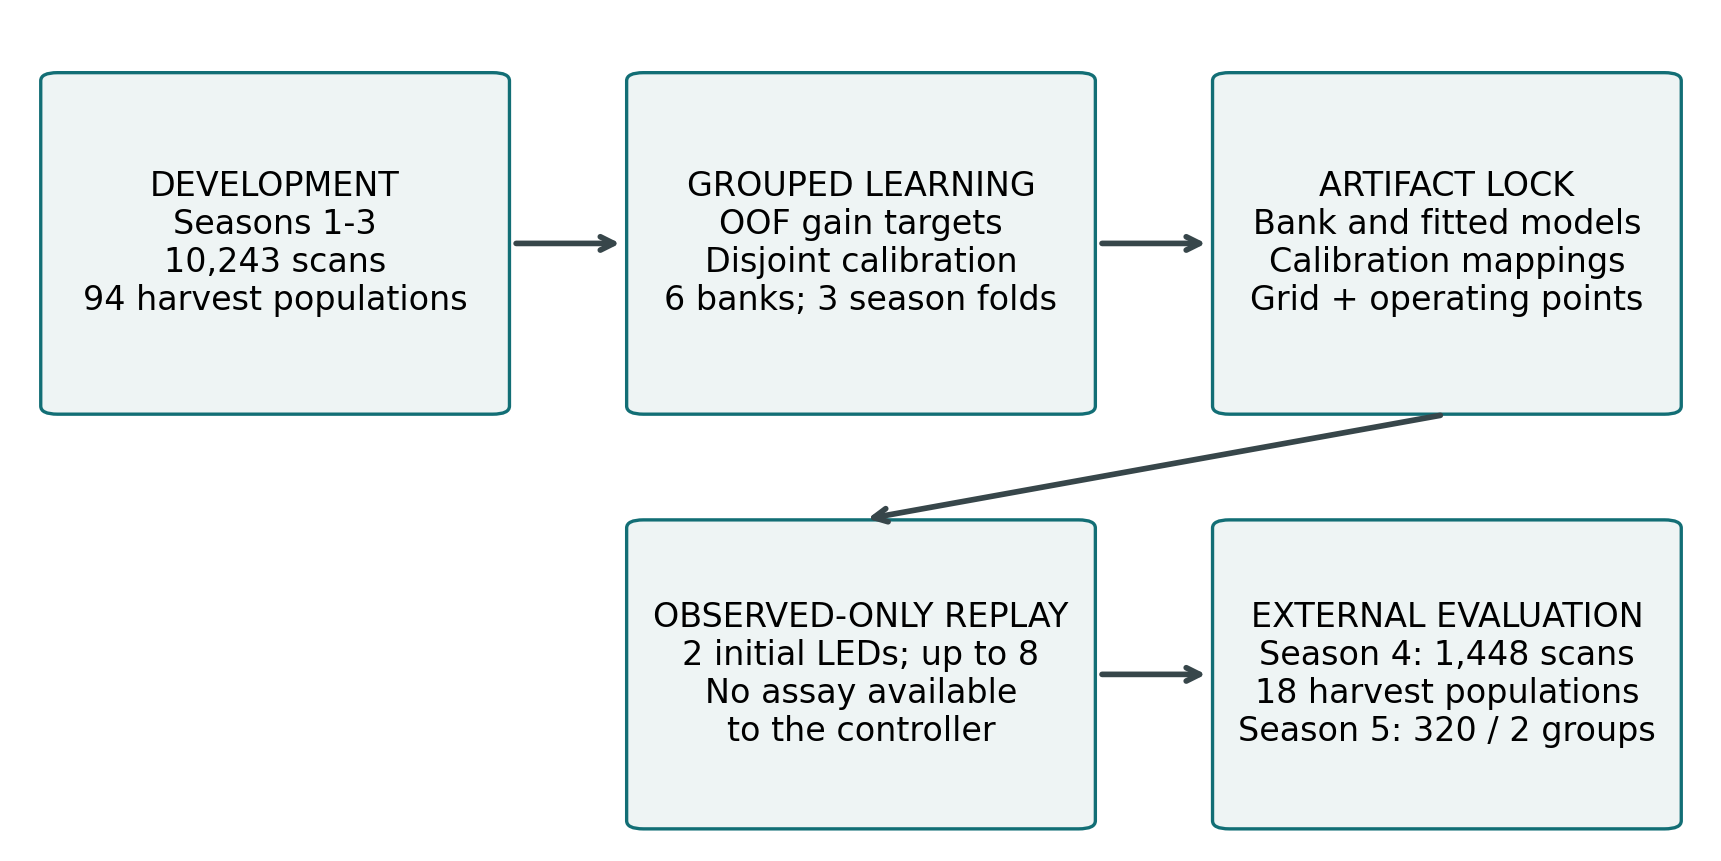 DEVELOPMENT
Seasons 1-3
10,243 scans
94 harvest populations
GROUPED LEARNING
OOF gain targets
Disjoint calibration
6 banks; 3 season folds
ARTIFACT LOCK
Bank and fitted models
Calibration mappings
Grid + operating points
OBSERVED-ONLY REPLAY
2 initial LEDs; up to 8
No assay available
to the controller
EXTERNAL EVALUATION
Season 4: 1,448 scans
18 harvest populations
Season 5: 320 / 2 groups